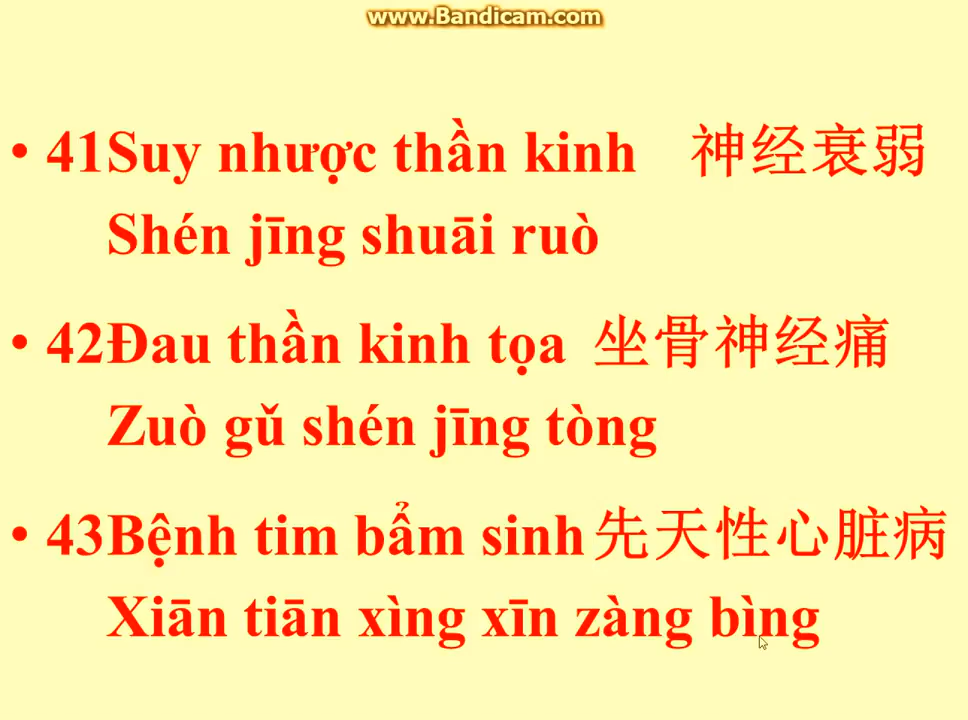 www.Bandicam.com
• 41Suy nhược thần kinh 神经衰弱
Shén jīng shuāi ruò
• 42Đau thần kinh tọa 坐骨神经痛
Zuò gǔ shén jīng tòng
• 43Bệnh tim bẩm sinh 先天性心脏病
Xiān tiān xìng xīn zàng bìng